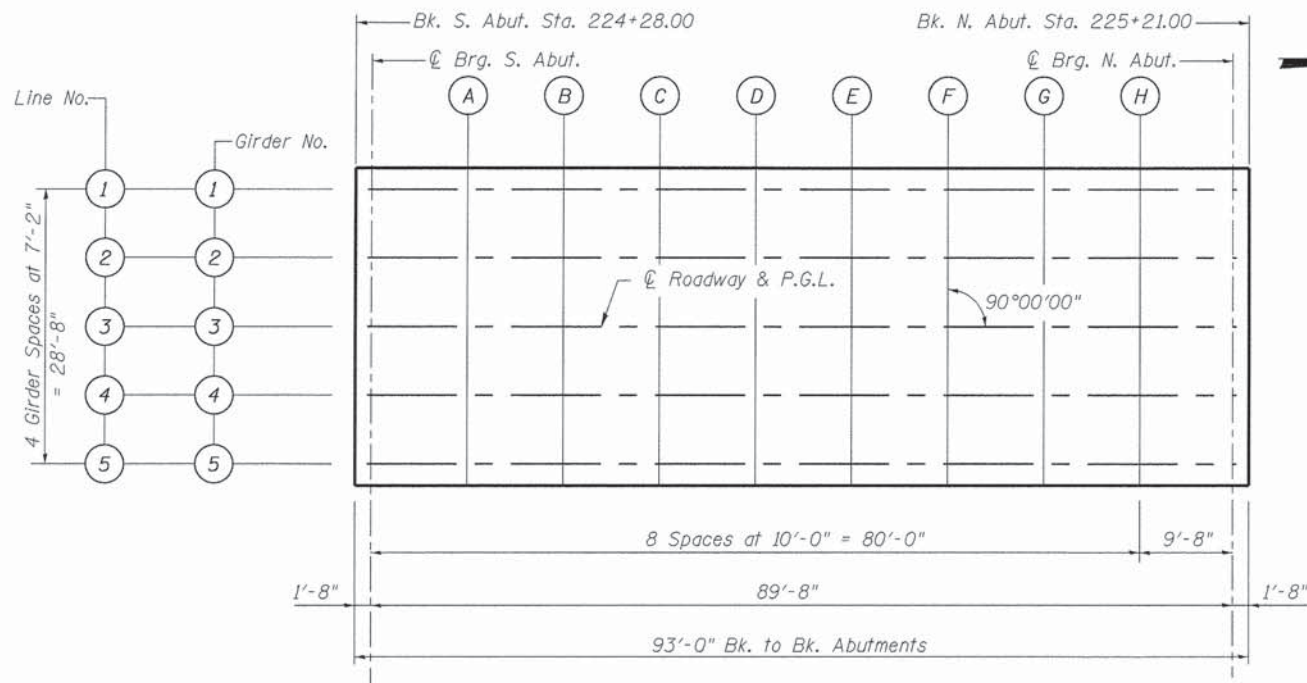 Bk. S. Abut. Sta. 224+28.00
Bk. N. Abut. Sta. 225+21.00
℄ Brg. S. Abut.
℄ Brg. N. Abut.
Line No.
A B C D E F G H
Girder No.
1 1
2 2
3 3
4 4
5 5
4 Girder Spaces at 7'-2"
= 28'-8"
℄ Roadway & P.G.L.
90°00'00"
8 Spaces at 10'-0" = 80'-0"
9'-8"
1'-8"
89'-8"
1'-8"
93'-0" Bk. to Bk. Abutments